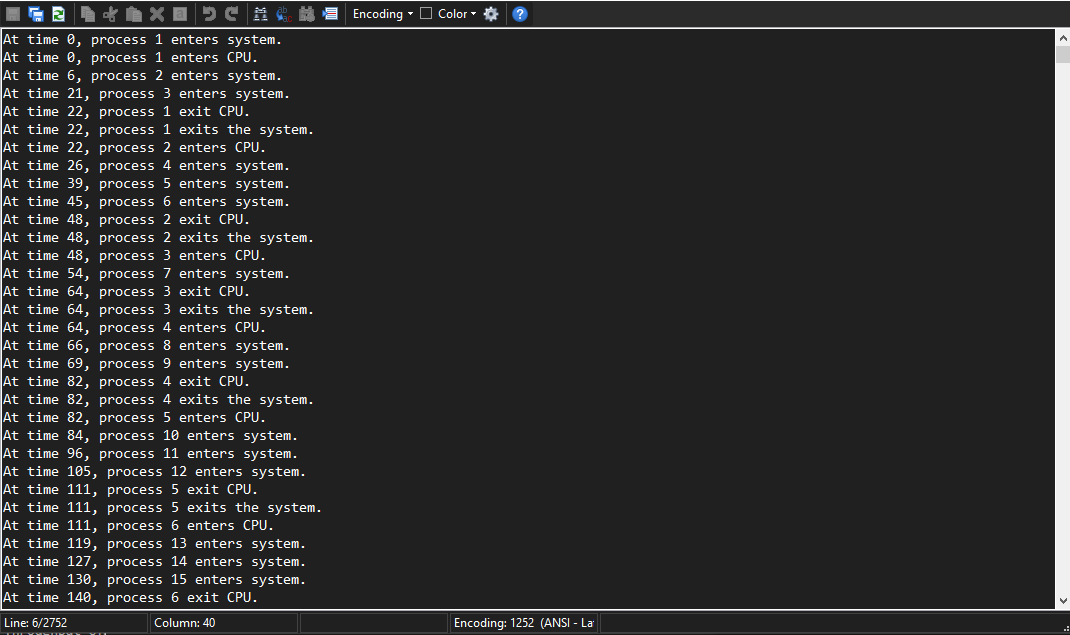 Encoding Color
At time 0, process 1 enters system.
At time 0, process 1 enters CPU.
At time 6, process 2 enters system.
At time 21, process 3 enters system.
At time 22, process 1 exit CPU.
At time 22, process 1 exits the system.
At time 22, process 2 enters CPU.
At time 26, process 4 enters system.
At time 39, process 5 enters system.
At time 45, process 6 enters system.
At time 48, process 2 exit CPU.
At time 48, process 2 exits the system.
At time 48, process 3 enters CPU.
At time 54, process 7 enters system.
At time 64, process 3 exit CPU.
At time 64, process 3 exits the system.
At time 64, process 4 enters CPU.
At time 66, process 8 enters system.
At time 69, process 9 enters system.
At time 82, process 4 exit CPU.
At time 82, process 4 exits the system.
At time 82, process 5 enters CPU.
At time 84, process 10 enters system.
At time 96, process 11 enters system.
At time 105, process 12 enters system.
At time 111, process 5 exit CPU.
At time 111, process 5 exits the system.
At time 111, process 6 enters CPU.
At time 119, process 13 enters system.
At time 127, process 14 enters system.
At time 130, process 15 enters system.
At time 140, process 6 exit CPU.
Line: 6/2752 Column: 40 Encoding: 1252 (ANSI - La